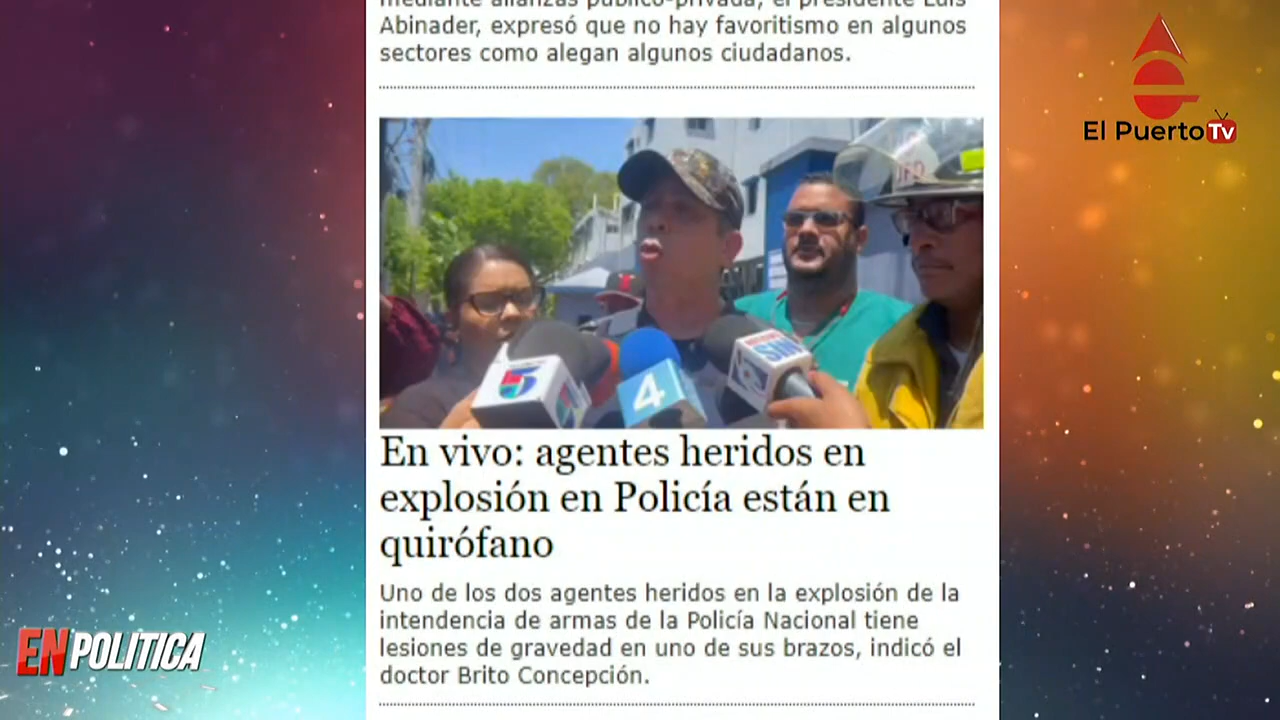 mediante alianzas público-privada, el presidente Luis
Abinader, expresó que no hay favoritismo en algunos
sectores como alegan algunos ciudadanos.
El Puerto Tv
JFD
5
4
SIN
En vivo: agentes heridos en
explosión en Policía están en
quirófano
Uno de los dos agentes heridos en la explosión de la
intendencia de armas de la Policía Nacional tiene
lesiones de gravedad en uno de sus brazos, indicó el
doctor Brito Concepción.
EN POLITICA